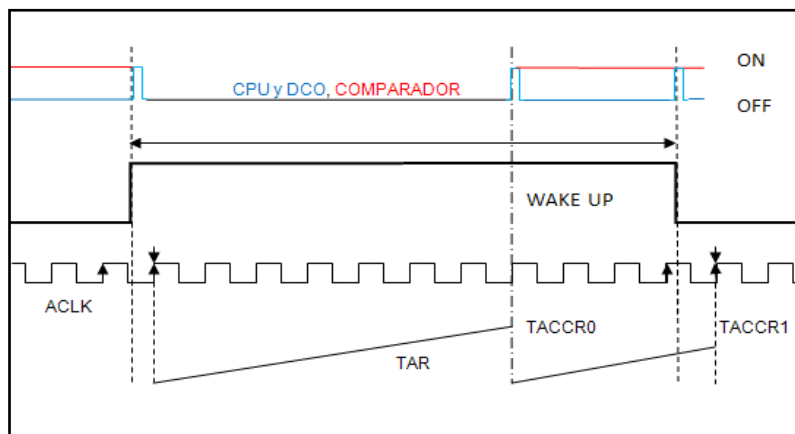 ON
CPU y DCO, COMPARADOR
OFF
WAKE UP
ACLK
TACCR0
TACCR1
TAR